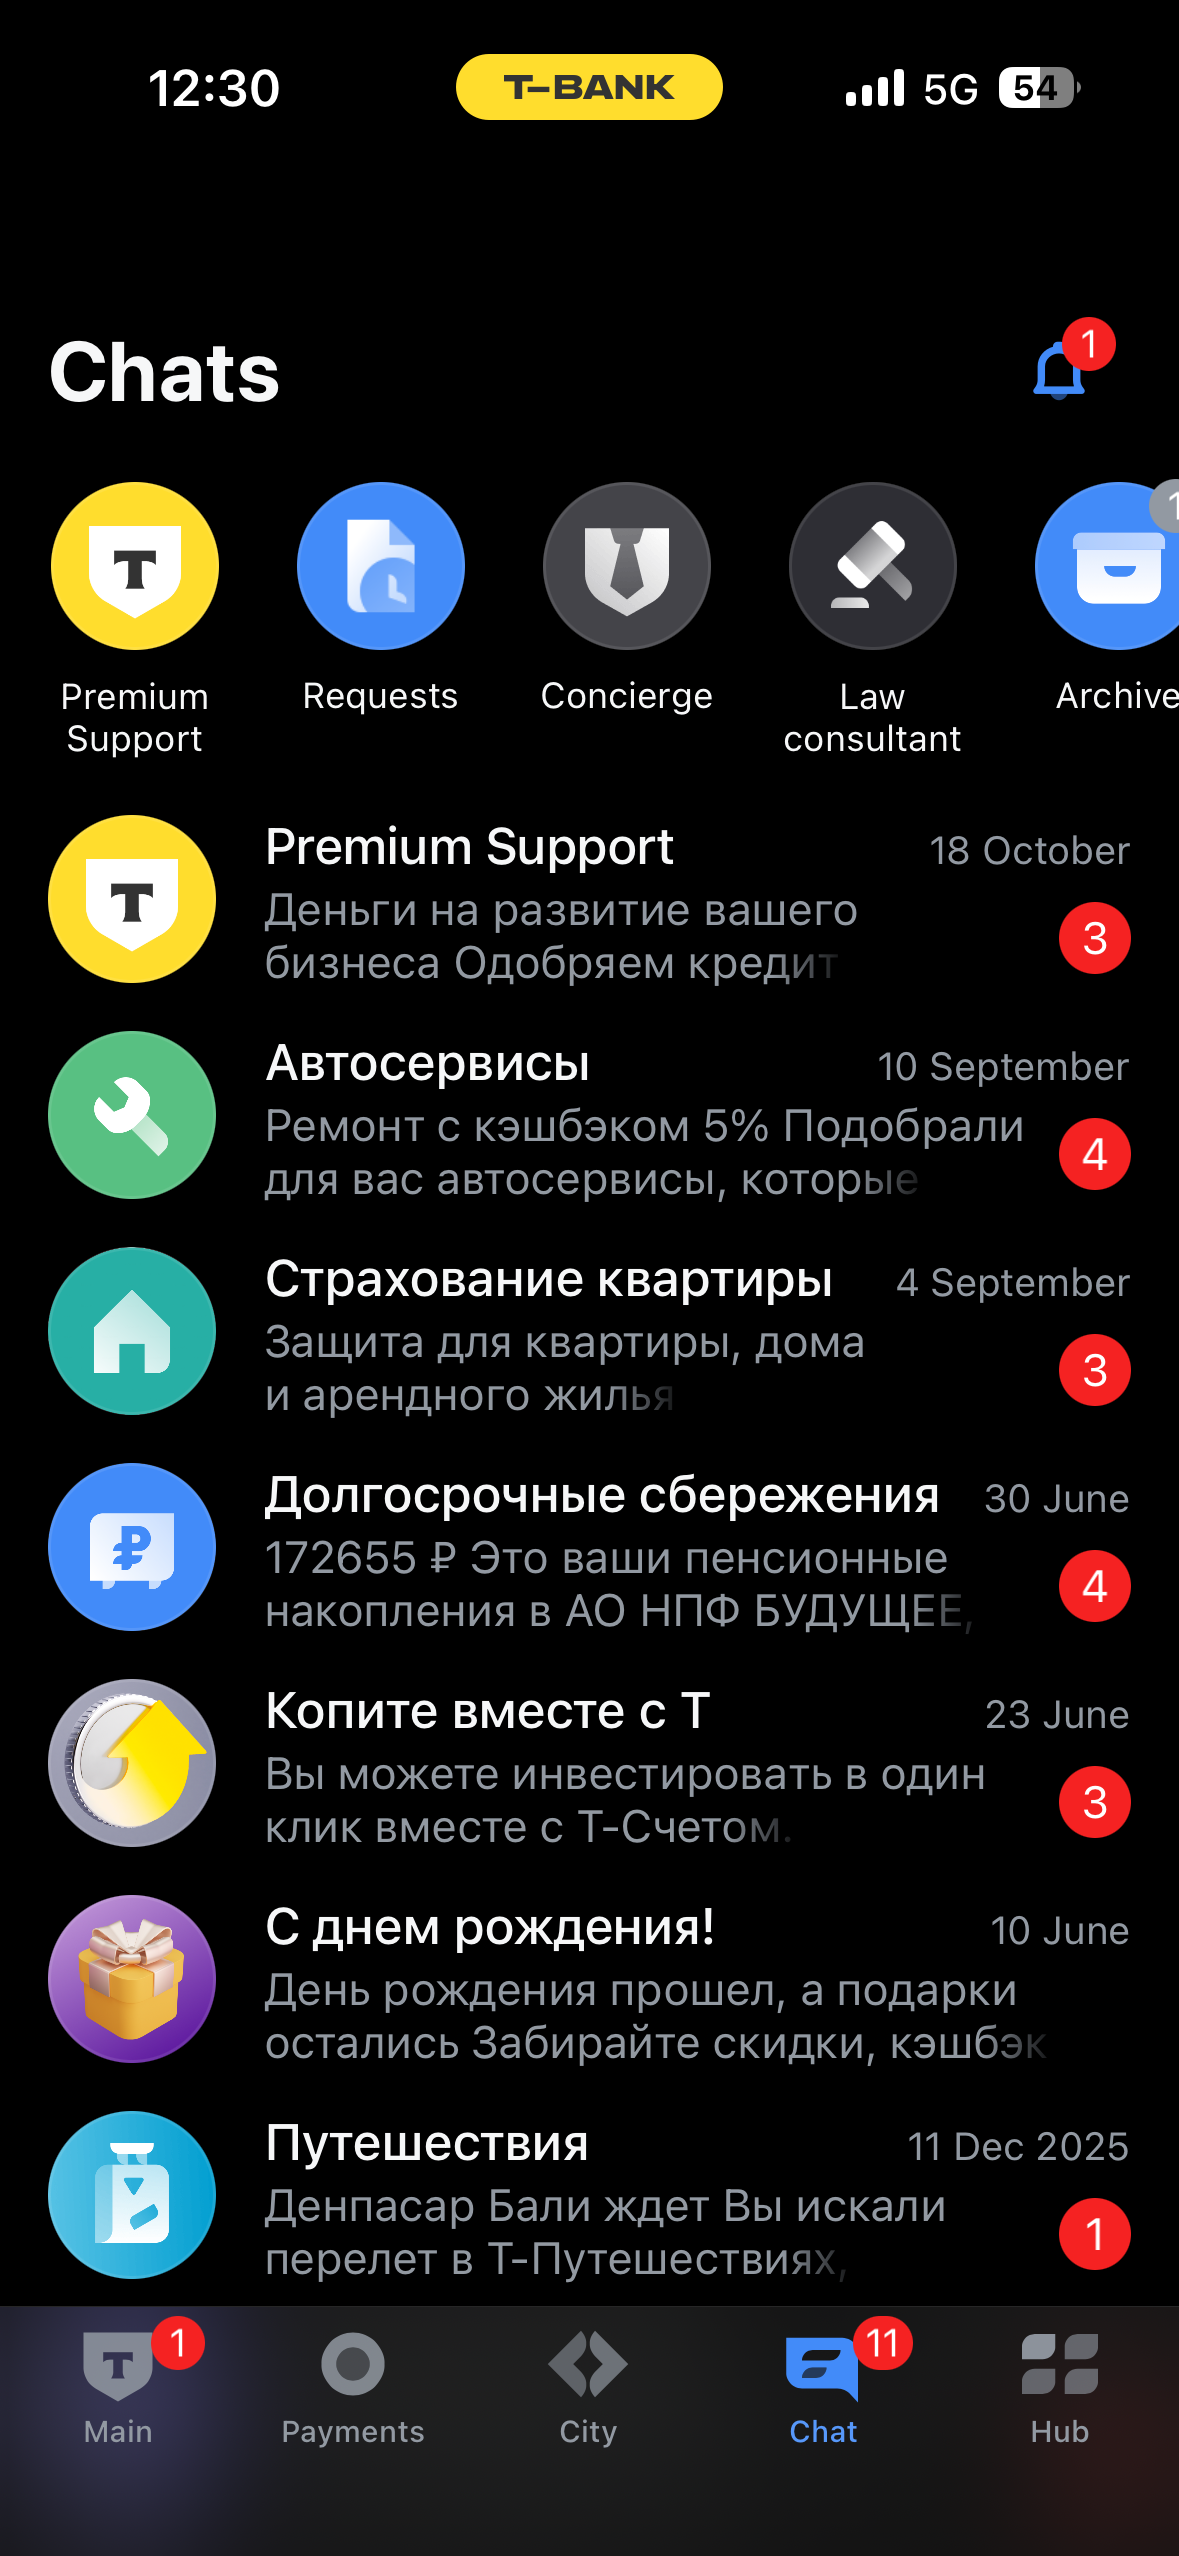 12:30
T-BANK
5G
54
Chats
1
1
Premium
Support
Requests
Concierge
Law
consultant
Archive
Premium Support
18 October
Деньги на развитие вашего
бизнеса Одобряем кредит
3
Автосервисы
10 September
Ремонт с кэшбэком 5% Подобрали
для вас автосервисы, которые
4
Страхование квартиры
4 September
Защита для квартиры, дома
и арендного жилья
3
Долгосрочные сбережения
30 June
172655 ₽ Это ваши пенсионные
накопления в АО НПФ БУДУЩЕЕ,
4
Копите вместе с Т
23 June
Вы можете инвестировать в один
клик вместе с Т-Счетом.
3
С днем рождения!
10 June
День рождения прошел, а подарки
остались Забирайте скидки, кэшбэк
Путешествия
11 Dec 2025
Денпасар Бали ждет Вы искали
перелет в Т-Путешествиях,
1
1
11
Main
Payments
City
Chat
Hub